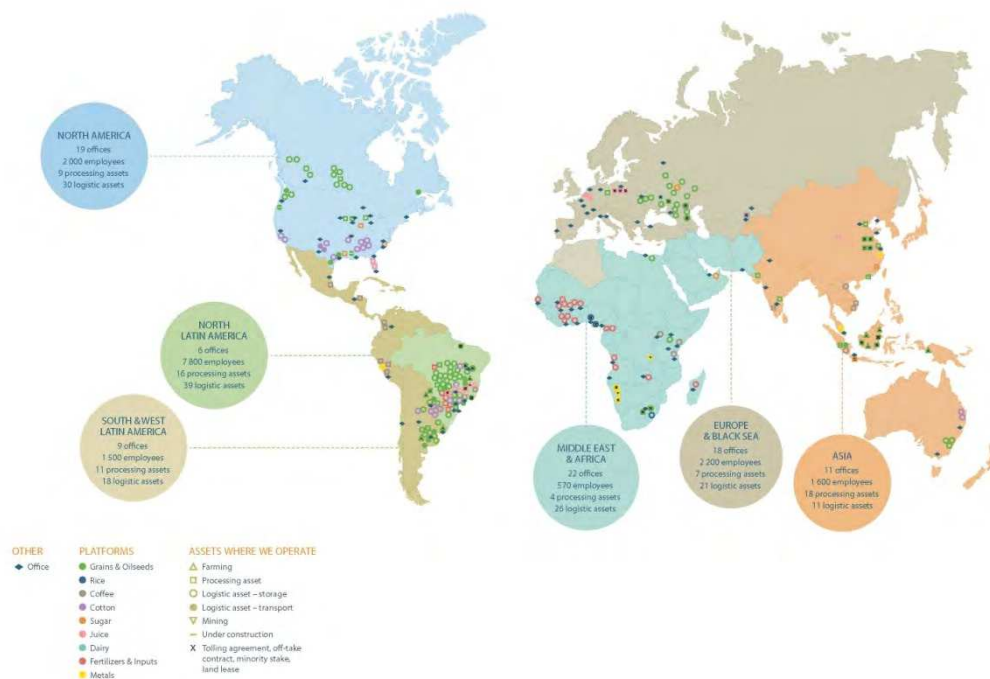 NORTH AMERICA
19 offices
2 000 employees
9 processing assets
30 logistic assets
NORTH
LATIN AMERICA
6 offices
7 800 employees
16 processing assets
39 logistic assets
SOUTH & WEST
LATIN AMERICA
9 offices
1 500 employees
11 processing assets
18 logistic assets
MIDDLE EAST
& AFRICA
22 offices
570 employees
4 processing assets
26 logistic assets
EUROPE
& BLACK SEA
18 offices
2 200 employees
7 processing assets
21 logistic assets
ASIA
11 offices
1 600 employees
18 processing assets
11 logistic assets
OTHER
Office
PLATFORMS
Grains & Oilseeds
Rice
Coffee
Cotton
Sugar
Juice
Dairy
Fertilizers & Inputs
Metals
ASSETS WHERE WE OPERATE
Farming
Processing asset
Logistic asset – storage
Logistic asset – transport
Mining
Under construction
X Tolling agreement, off-take
contract, minority stake,
land lease